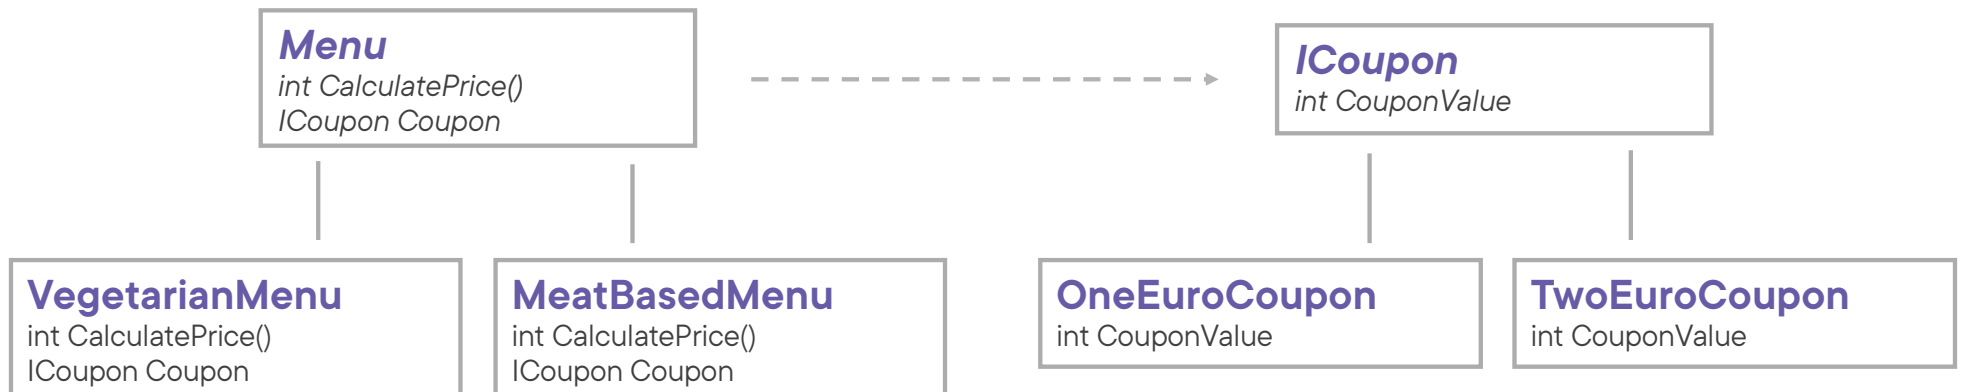 Menu
int CalculatePrice()
ICoupon Coupon
ICoupon
int CouponValue
VegetarianMenu
int CalculatePrice()
ICoupon Coupon
MeatBasedMenu
int CalculatePrice()
ICoupon Coupon
OneEuroCoupon
int CouponValue
TwoEuroCoupon
int CouponValue